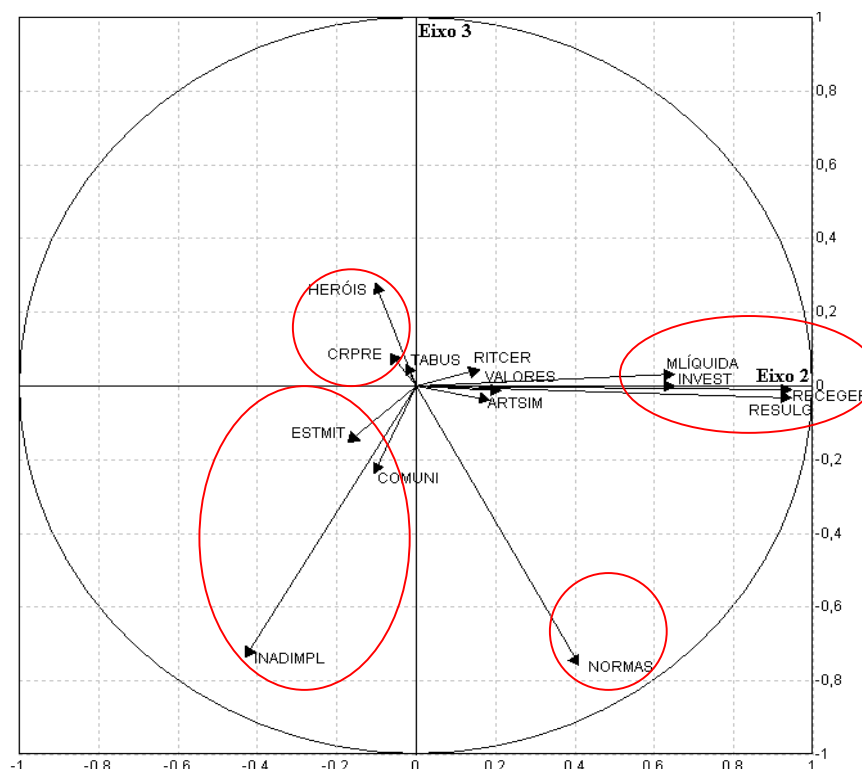 Eixo 3
1
0,8
0,6
0,4
HERÓIS
0,2
CRPRE
TABUS
RITCER
VALORES
MLÍQUIDA
INVEST
Eixo 2
0
RECEGER
ARTSIM
RESULG
ESTMIT
COMUNI
-0,2
-0,4
-0,6
INADIMPL
NORMAS
-0,8
-1
-1 -0.8 -0.6 -0.4 -0.2 0 0.2 0.4 0.6 0.8 1